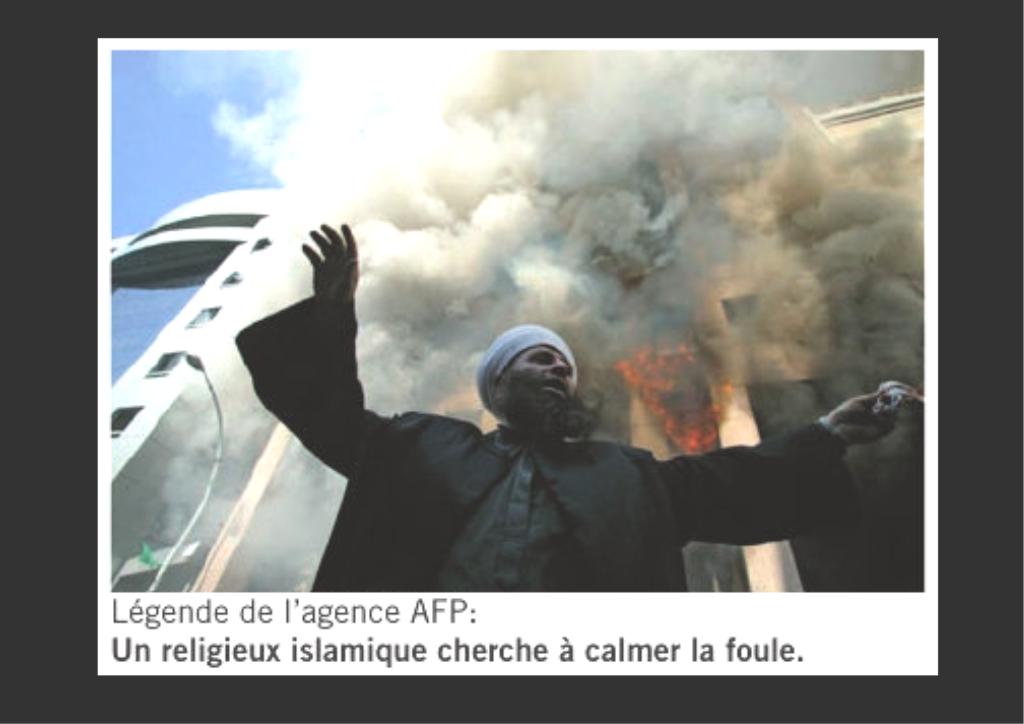 Légende de l'agence AFP:
Un religieux islamique cherche à calmer la foule.